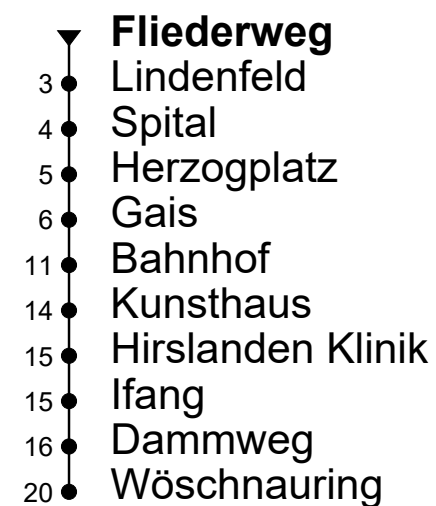 Fliederweg
3 Lindenfeld
4 Spital
5 Herzogplatz
6 Gais
11 Bahnhof
14 Kunsthaus
15 Hirslanden Klinik
15 Ifang
16 Dammweg
20 Wöschnauring